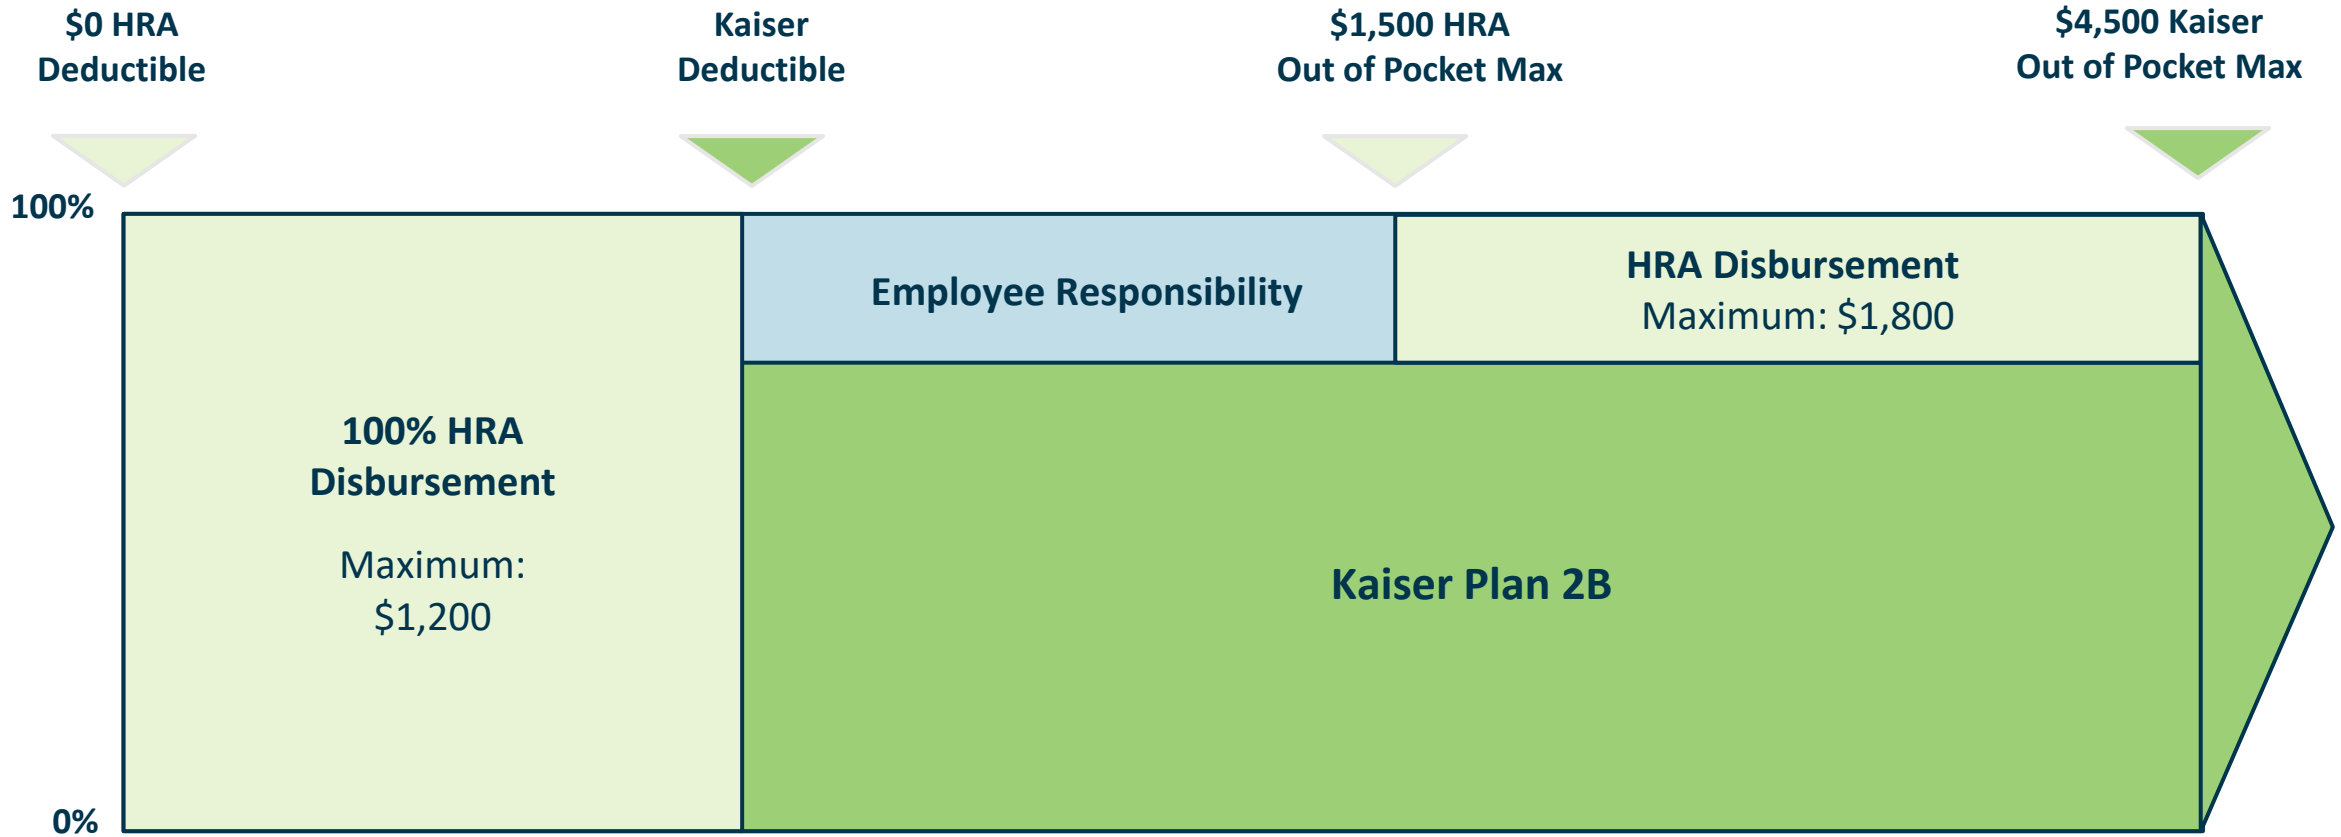 $0 HRA
Deductible
Kaiser
Deductible
$1,500 HRA
Out of Pocket Max
$4,500 Kaiser
Out of Pocket Max
100%
Employee Responsibility
HRA Disbursement
Maximum: $1,800
100% HRA
Disbursement
Maximum:
$1,200
Kaiser Plan 2B
0%